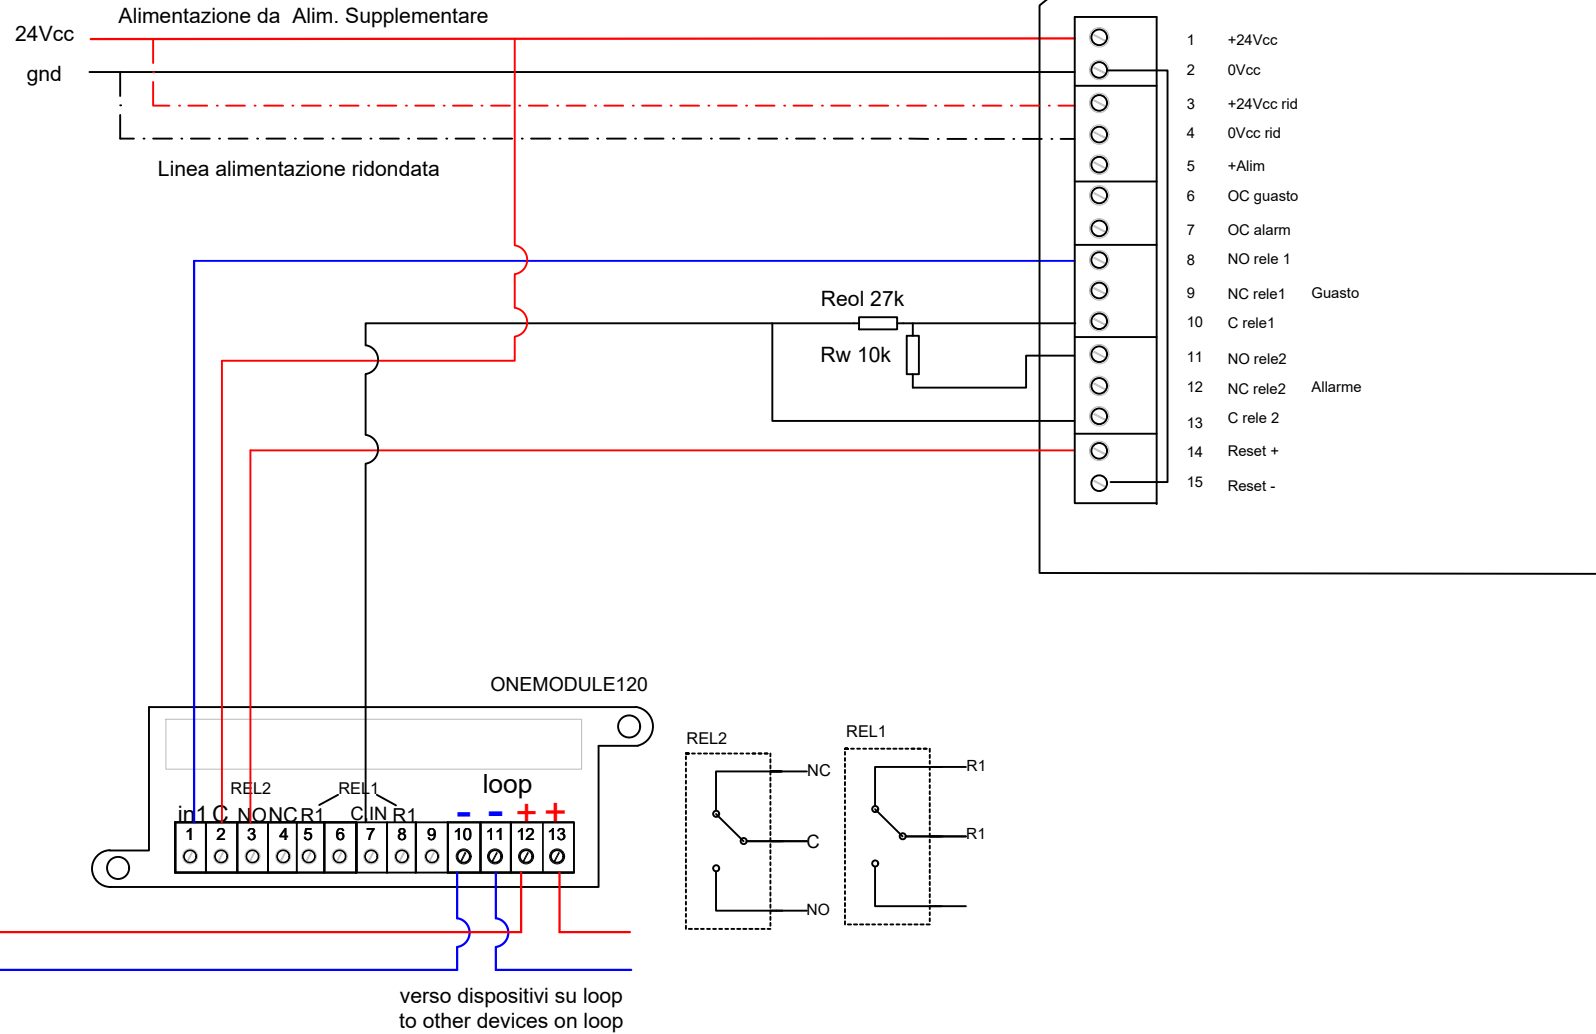 Alimentazione da Alim. Supplementare
24Vcc
gnd
Linea alimentazione ridondata
1 +24Vcc
2 0Vcc
3 +24Vcc rid
4 0Vcc rid
5 +Alim
6 OC guasto
7 OC alarm
8 NO rele 1
9 NC rele1 Guasto
10 C rele1
11 NO rele2
12 NC rele2 Allarme
13 C rele 2
14 Reset +
15 Reset -
Reol 27k
Rw 10k
ONEMODULE120
REL2 REL1 loop
in1 C NO NC R1 C.IN R1 - - + +
1 2 3 4 5 6 7 8 9 10 11 12 13
REL2
NC
C
NO
REL1
R1
R1
verso dispositivi su loop
to other devices on loop